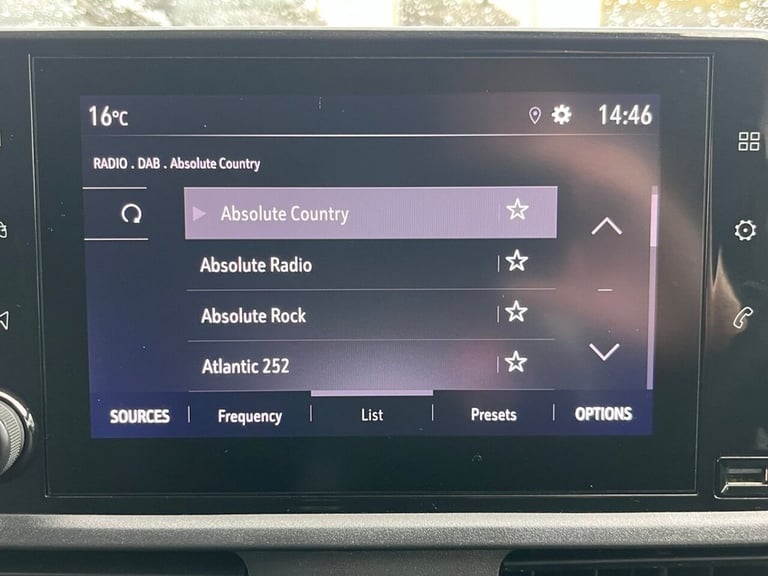 16°C 14:46
RADIO . DAB . Absolute Country
Absolute Country
Absolute Radio
Absolute Rock
Atlantic 252
SOURCES Frequency List Presets OPTIONS